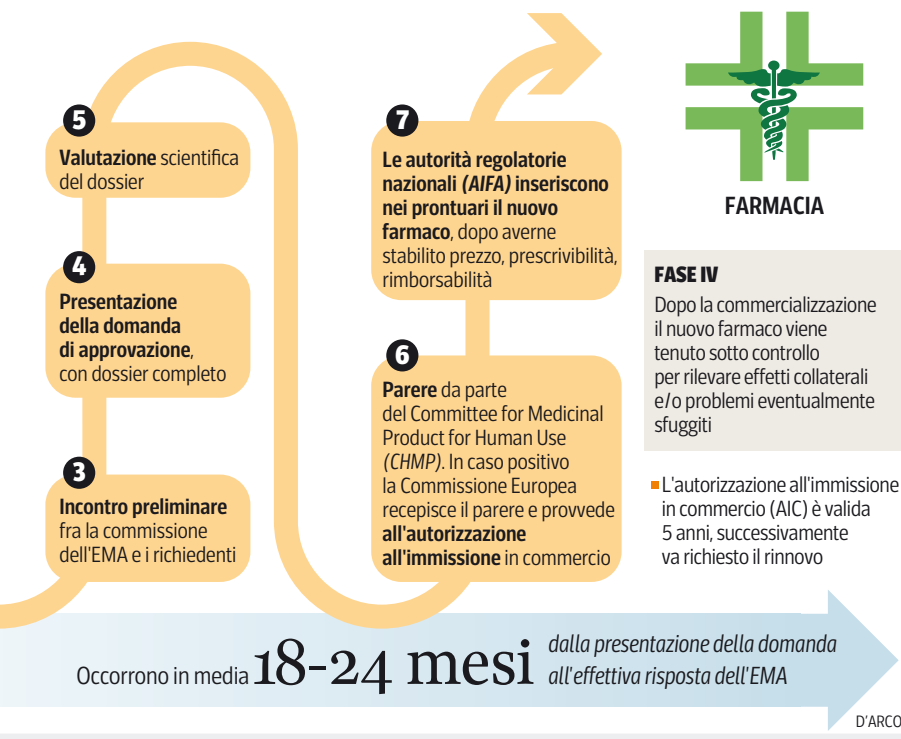 5
Valutazione scientifica
del dossier
4
Presentazione
della domanda
di approvazione,
con dossier completo
3
Incontro preliminare
fra la commissione
dell'EMA e i richiedenti
7
Le autorità regolatorie
nazionali (AIFA) inseriscono
nei prontuari il nuovo
farmaco, dopo averne
stabilito prezzo, prescrivibilità,
rimborsabilità
6
Parere da parte
del Committee for Medicinal
Product for Human Use
(CHMP). In caso positivo
la Commissione Europea
recepisce il parere e provvede
all'autorizzazione
all'immissione in commercio
FARMACIA
FASE IV
Dopo la commercializzazione
il nuovo farmaco viene
tenuto sotto controllo
per rilevare effetti collaterali
e/o problemi eventualmente
sfuggiti
L'autorizzazione all'immissione
in commercio (AIC) è valida
5 anni, successivamente
va richiesto il rinnovo
Occorrono in media 18-24 mesi
dalla presentazione della domanda
all'effettiva risposta dell'EMA
D'ARCO